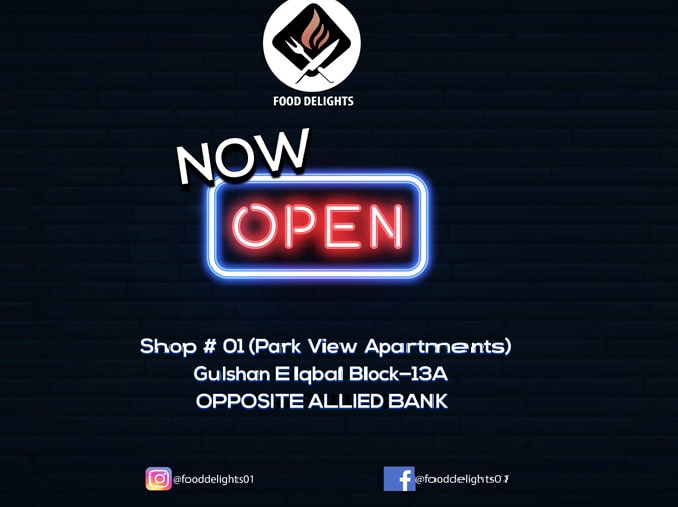 FOOD DELIGHTS
NOW
OPEN
Shop # 01 (Park View Apartments)
Gulshan E Iqbal Block-13A
OPPOSITE ALLIED BANK
@fooddelights01
@fooddelights01